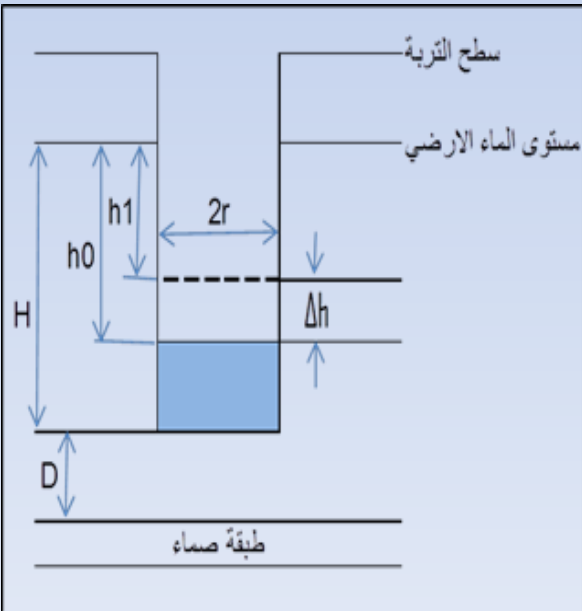 سطح التربة
مستوى الماء الارضي
h1
2r
h0
H
Δh
D
طبقة صماء